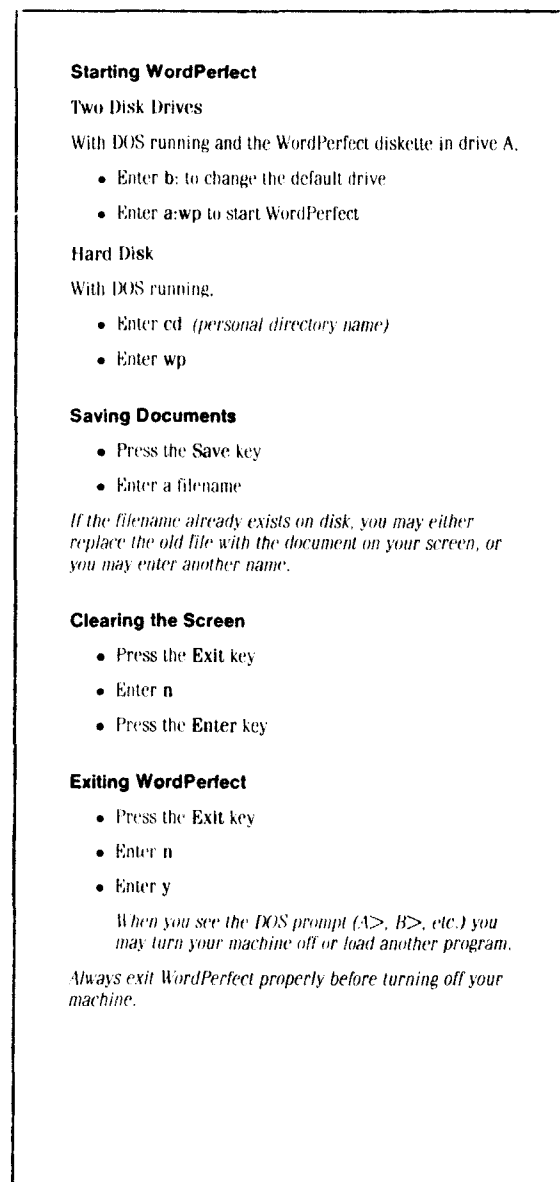 Starting WordPerfect
Two Disk Drives
With DOS running and the WordPerfect diskette in drive A,
• Enter b: to change the default drive
• Enter a:wp to start WordPerfect
Hard Disk
With DOS running,
• Enter cd (personal directory name)
• Enter wp
Saving Documents
• Press the Save key
• Enter a filename
If the filename already exists on disk, you may either
replace the old file with the document on your screen, or
you may enter another name.
Clearing the Screen
• Press the Exit key
• Enter n
• Press the Enter key
Exiting WordPerfect
• Press the Exit key
• Enter n
• Enter y
When you see the DOS prompt (A>, B>, etc.) you
may turn your machine off or load another program.
Always exit WordPerfect properly before turning off your
machine.